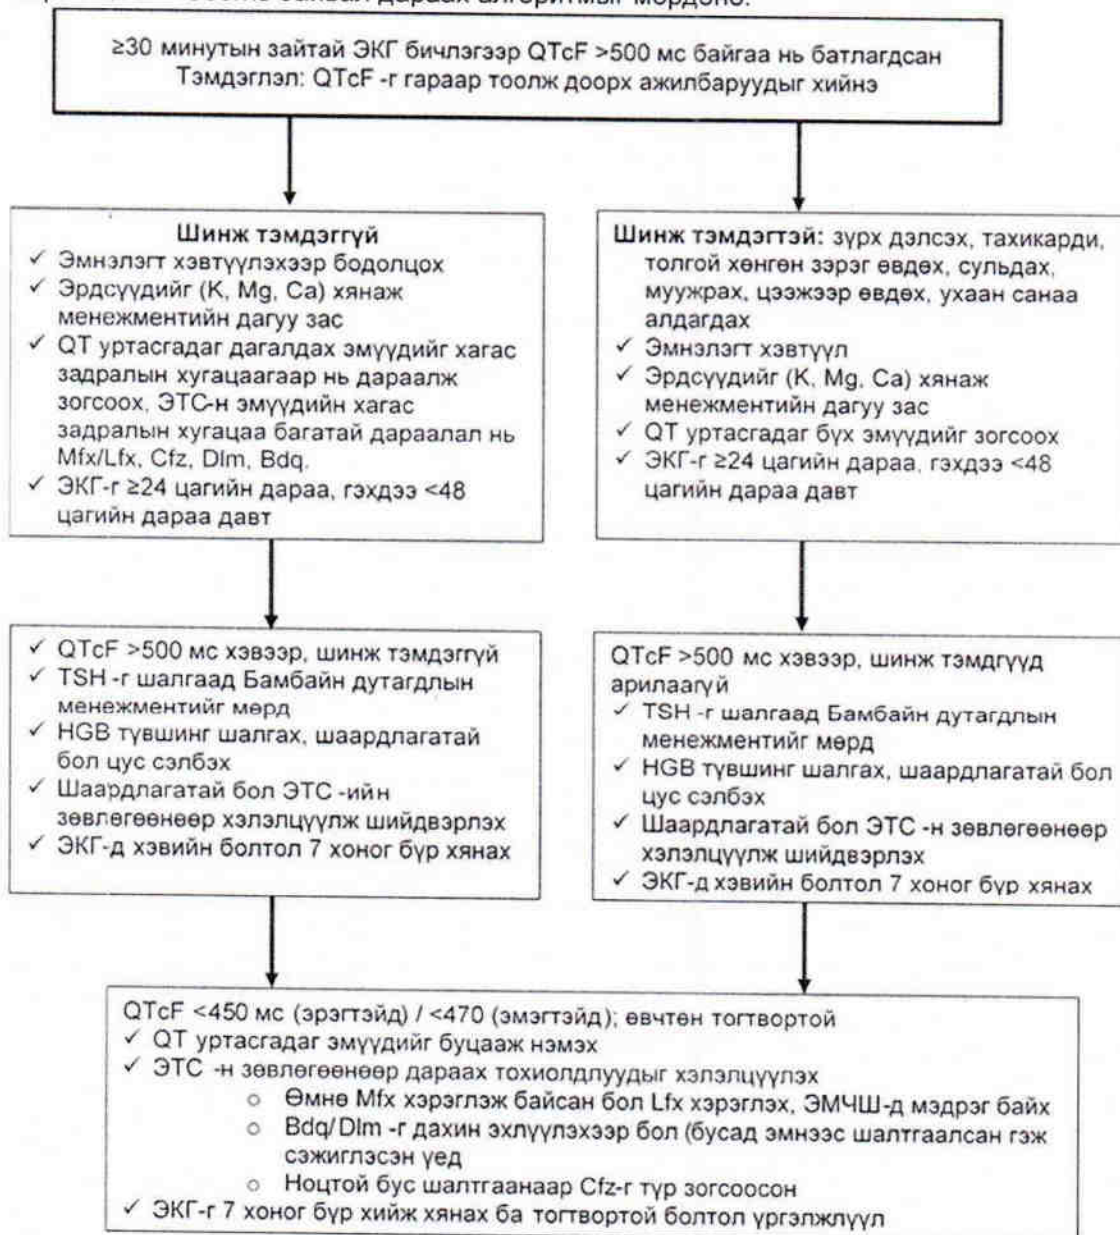 дараах алгоритмыг мөрдөнө.
≥30 минутын зайтай ЭКГ бичлэгээр QTcF >500 мс байгаа нь батлагдсан
Тэмдэглэл: QTcF -г гараар тоолж доорх ажилбаруудыг хийнэ
Шинж тэмдэггүй
✓ Эмнэлэгт хэвтүүлэхээр бодолцох
✓ Эрдсүүдийг (K, Mg, Ca) хянаж
менежментийн дагуу зас
✓ QT уртасгадаг дагалдах эмүүдийг хагас
задралын хугацаагаар нь дараалж
зогсоох, ЭТС-н эмүүдийн хагас
задралын хугацаа багатай дараалал нь
Mfx/Lfx, Cfz, Dlm, Bdq.
✓ ЭКГ-г ≥24 цагийн дараа, гэхдээ <48
цагийн дараа давт
Шинж тэмдэгтэй: зүрх дэлсэх, тахикарди,
толгой хөнгөн зэрэг өвдөх, сульдах,
муужрах, цээжээр өвдөх, ухаан санаа
алдагдах
✓ Эмнэлэгт хэвтүүл
✓ Эрдсүүдийг (K, Mg, Ca) хянаж
менежментийн дагуу зас
✓ QT уртасгадаг бүх эмүүдийг зогсоох
✓ ЭКГ-г ≥24 цагийн дараа, гэхдээ <48
цагийн дараа давт
✓ QTcF >500 мс хэвээр, шинж тэмдэггүй
✓ TSH -г шалгаад Бамбайн дутагдлын
менежментийг мөрд
✓ HGB түвшинг шалгах, шаардлагатай
бол цус сэлбэх
✓ Шаардлагатай бол ЭТС -ийн
зөвлөгөөнөөр хэлэлцүүлж шийдвэрлэх
✓ ЭКГ-д хэвийн болтол 7 хоног бүр хянах
QTcF >500 мс хэвээр, шинж тэмдгүүд
арилаагүй
✓ TSH -г шалгаад Бамбайн дутагдлын
менежментийг мөрд
✓ HGB түвшинг шалгах, шаардлагатай бол
цус сэлбэх
✓ Шаардлагатай бол ЭТС -н зөвлөгөөнөөр
хэлэлцүүлж шийдвэрлэх
✓ ЭКГ-д хэвийн болтол 7 хоног бүр хянах
QTcF <450 мс (эрэгтэйд) / <470 (эмэгтэйд); өвчтөн тогтвортой
✓ QT уртасгадаг эмүүдийг буцааж нэмэх
✓ ЭТС -н зөвлөгөөнөөр дараах тохиолдлуудыг хэлэлцүүлэх
○ Өмнө Mfx хэрэглэж байсан бол Lfx хэрэглэх, ЭМЧШ-д мэдрэг байх
○ Bdq/Dlm -г дахин эхлүүлэхээр бол (бусад эмнээс шалтгаалсан гэж
сэжиглэсэн үед
○ Ноцтой бус шалтгаанаар Cfz-г түр зогсоосон
✓ ЭКГ-г 7 хоног бүр хийж хянах ба тогтвортой болтол үргэлжлүүл